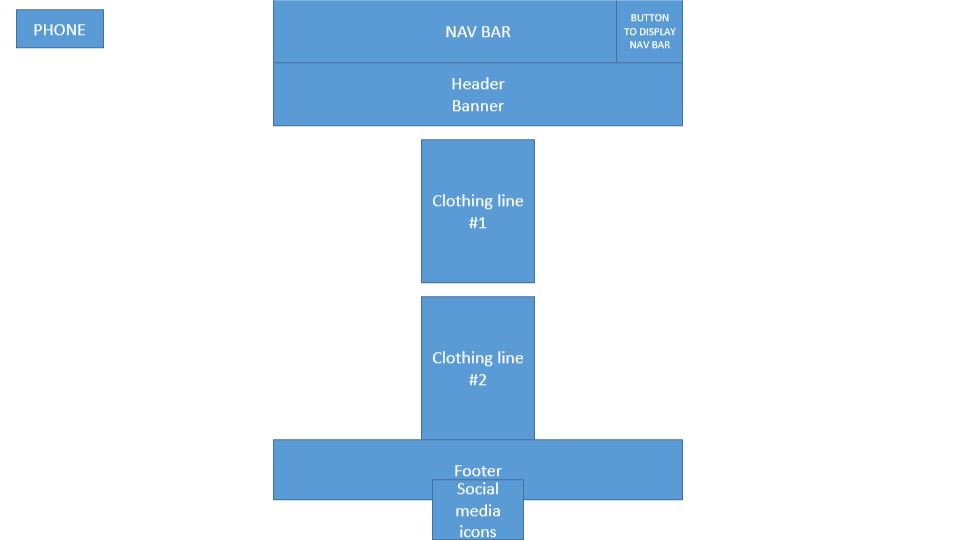 PHONE
NAV BAR
BUTTON
TO DISPLAY
NAV BAR
Header
Banner
Clothing line
#1
Clothing line
#2
Footer
Social
media
icons